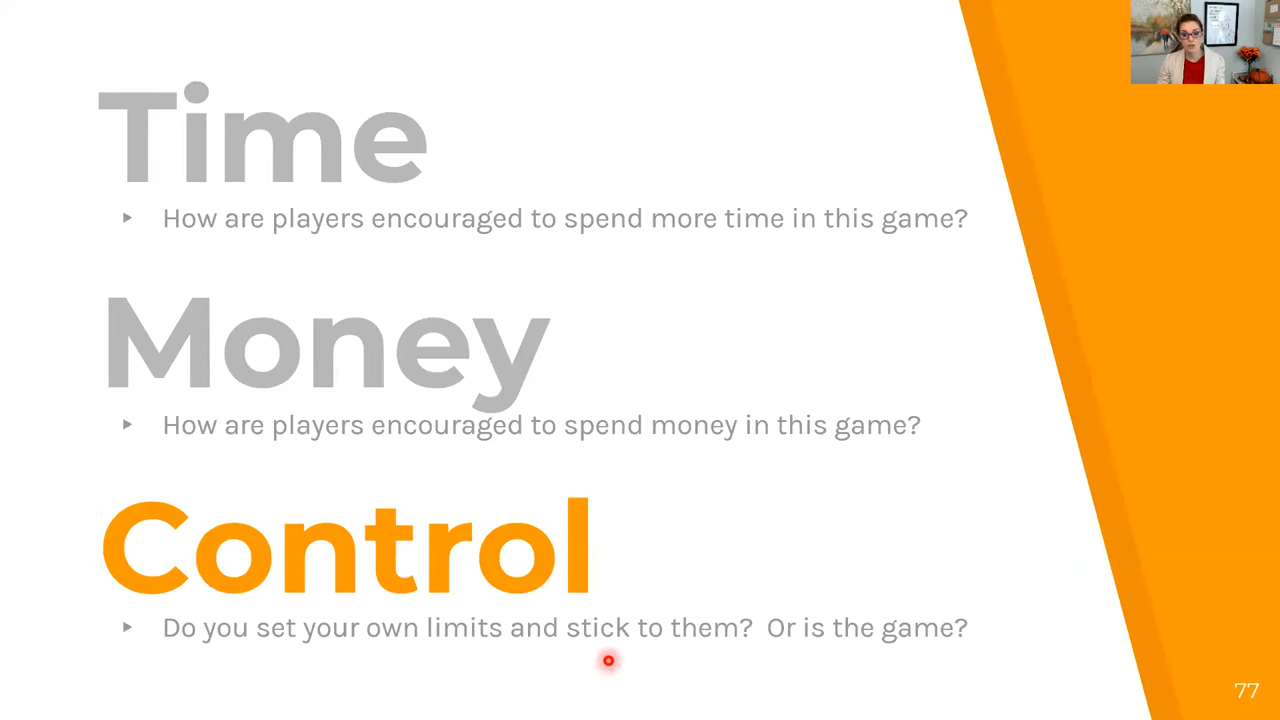 Time
How are players encouraged to spend more time in this game?
Money
How are players encouraged to spend money in this game?
Control
Do you set your own limits and stick to them?  Or is the game?
77